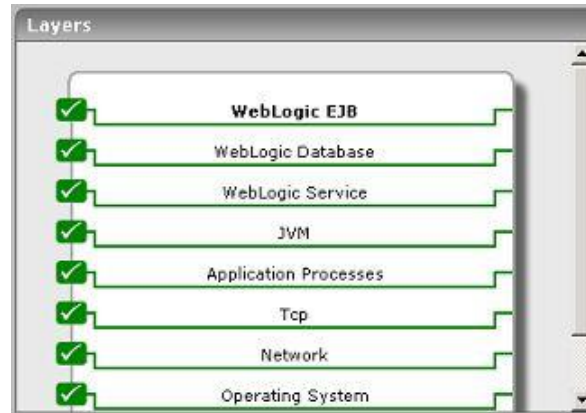 Layers
WebLogic EJB
WebLogic Database
WebLogic Service
JVM
Application Processes
Tcp
Network
Operating System